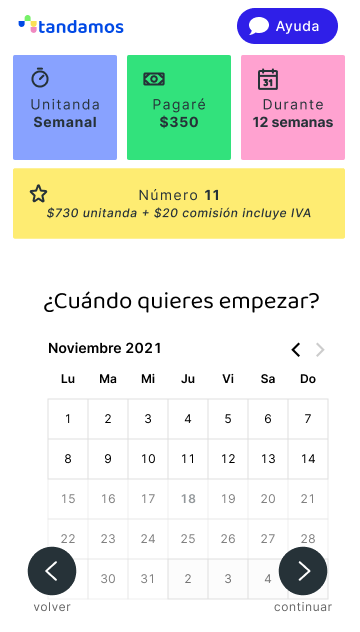 tandamos
Ayuda
Unitanda
Semanal
Pagaré
$350
31
Durante
12 semanas
Número 11
$730 unitanda + $20 comisión incluye IVA
¿Cuándo quieres empezar?
Noviembre 2021
Lu Ma Mi Ju Vi Sa Do
1 2 3 4 5 6 7
8 9 10 11 12 13 14
15 16 17 18 19 20 21
22 23 24 25 26 27 28
30 31 2 3 4
volver
continuar